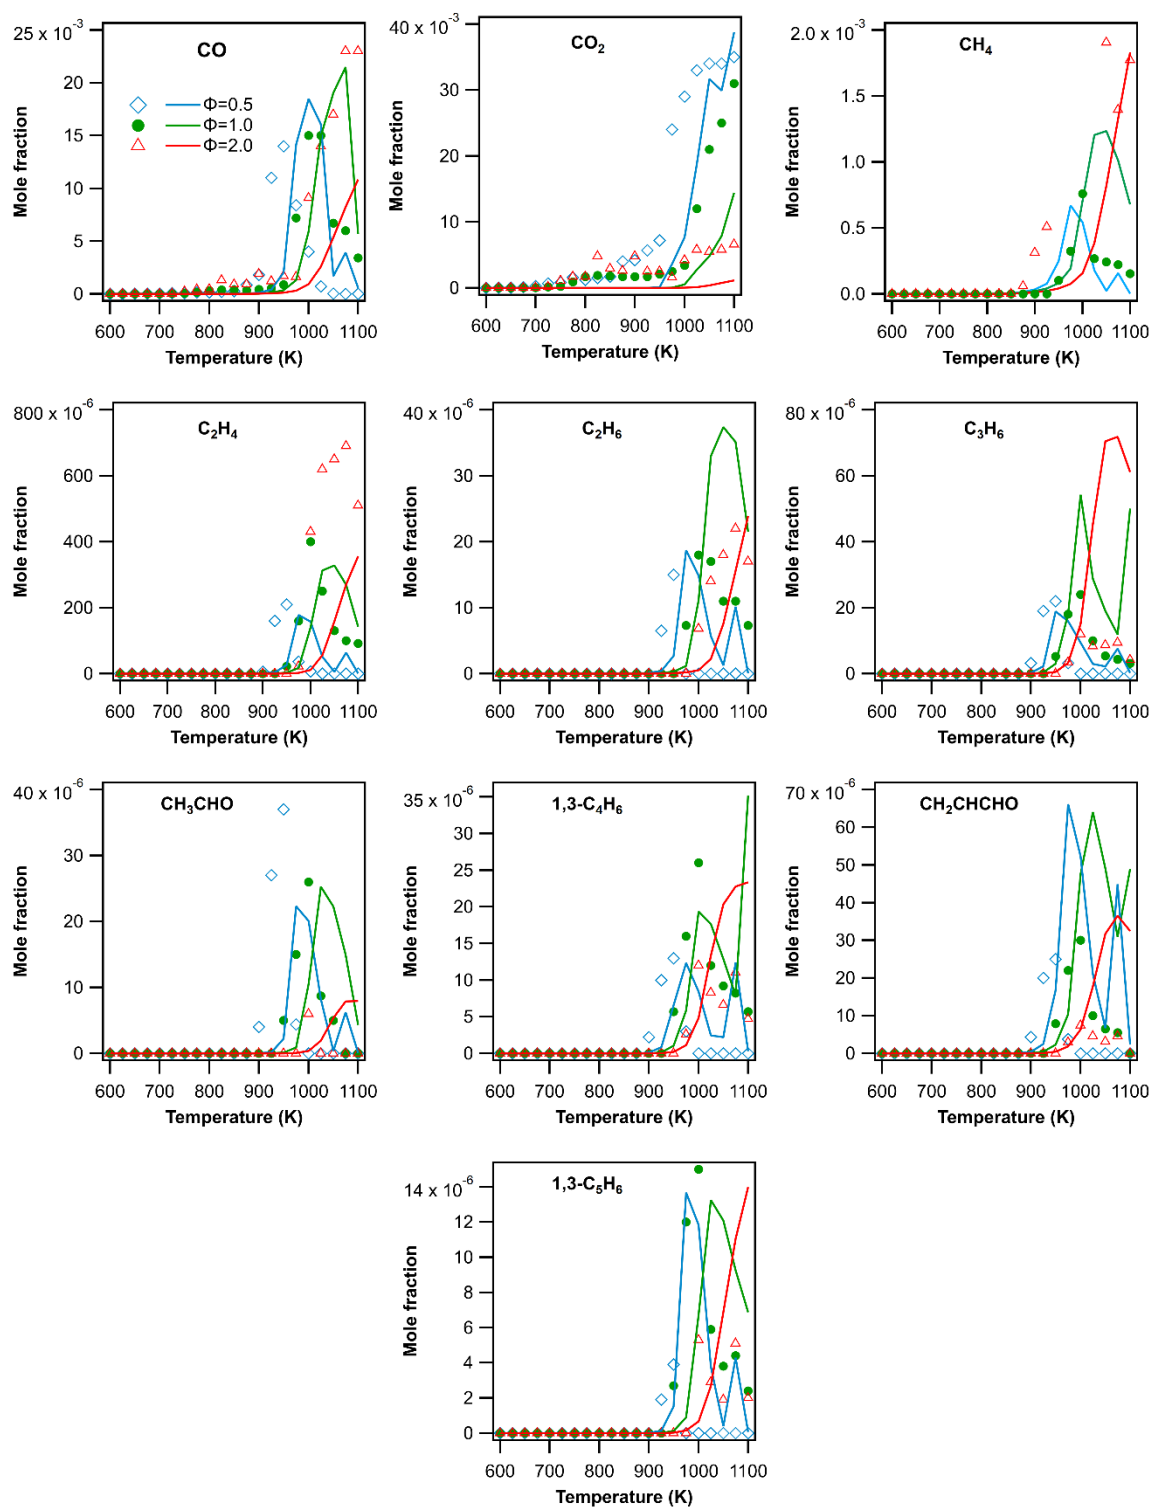 CO
25 x 10⁻³
20
15
10
5
0
Φ=0.5
Φ=1.0
Φ=2.0
Mole fraction
600 700 800 900 1000 1100
Temperature (K)
CO₂
40 x 10⁻³
30
20
10
0
Mole fraction
600 700 800 900 1000 1100
Temperature (K)
CH₄
2.0 x 10⁻³
1.5
1.0
0.5
0.0
Mole fraction
600 700 800 900 1000 1100
Temperature (K)
C₂H₄
800 x 10⁻⁶
600
400
200
0
Mole fraction
600 700 800 900 1000 1100
Temperature (K)
C₂H₆
40 x 10⁻⁶
30
20
10
0
Mole fraction
600 700 800 900 1000 1100
Temperature (K)
C₃H₆
80 x 10⁻⁶
60
40
20
0
Mole fraction
600 700 800 900 1000 1100
Temperature (K)
CH₃CHO
40 x 10⁻⁶
30
20
10
0
Mole fraction
600 700 800 900 1000 1100
Temperature (K)
1,3-C₄H₆
35 x 10⁻⁶
30
25
20
15
10
5
0
Mole fraction
600 700 800 900 1000 1100
Temperature (K)
CH₂CHCHO
70 x 10⁻⁶
60
50
40
30
20
10
0
Mole fraction
600 700 800 900 1000 1100
Temperature (K)
1,3-C₅H₆
14 x 10⁻⁶
12
10
8
6
4
2
0
Mole fraction
600 700 800 900 1000 1100
Temperature (K)